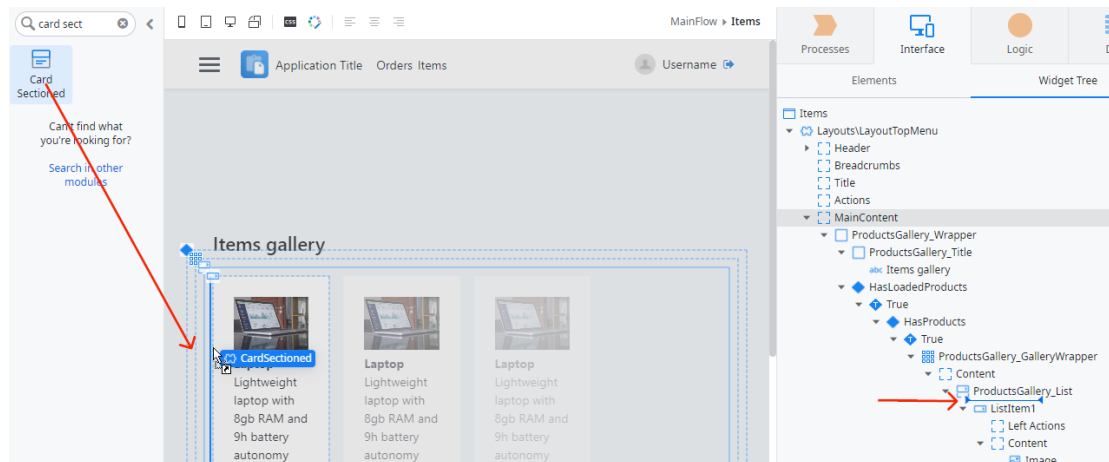 card sect
Card
Sectioned
Can't find what
you're looking for?
Search in other
modules
css
MainFlow ▸ Items
Application Title Orders Items
Username
Items gallery
CardSectioned
Laptop
Lightweight
laptop with
8gb RAM and
9h battery
autonomy
Laptop
Lightweight
laptop with
8gb RAM and
9h battery
autonomy
Laptop
Lightweight
laptop with
8gb RAM and
9h battery
autonomy
Processes
Interface
Logic
Elements
Widget Tree
Items
Layouts\LayoutTopMenu
Header
Breadcrumbs
Title
Actions
MainContent
ProductsGallery_Wrapper
ProductsGallery_Title
abc Items gallery
HasLoadedProducts
True
HasProducts
True
ProductsGallery_GalleryWrapper
Content
ProductsGallery_List
ListItem1
Left Actions
Content
Image